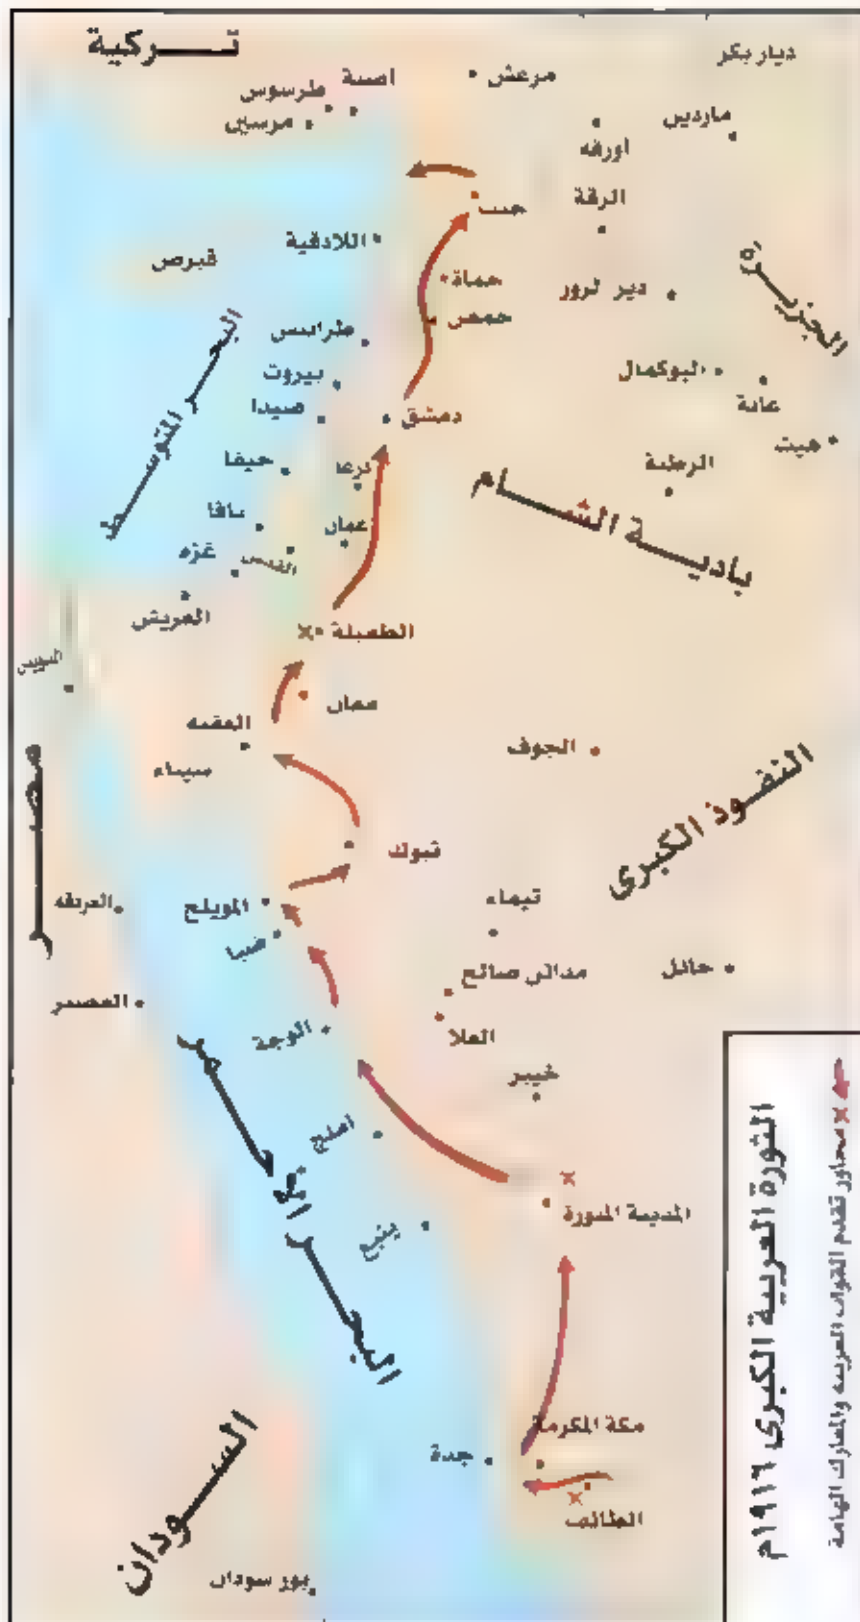 تركية
ديار بكر
مرعش
اضنة
طرسوس
مرسين
ماردين
اورفه
الرقة
حلب
اللاذقية
قبرص
الجزيرة
حماة
دير لزور
حمص
طرابلس
البحر المتوسط
البوكمال
بيروت
عانة
صيدا
دمشق
هيت
حيفا
درعا
الرطبة
بادية الشام
يافا
عمان
غزه
القدس
العريش
الطفيلة
السويس
معان
العقبه
سيناء
الجوف
مصر
النفوذ الكبرى
تبوك
المويلح
تيماء
الغردقه
ضبا
مدائن صالح
حائل
القصير
الوجة
العلا
خيبر
املج
البحر الأحمر
المدينة المنورة
ينبع
مكة المكرمة
جدة
الطائف
السودان
بور سودان
الثورة العربية الكبرى ١٩١٦م
محاور تقدم القوات العربية والمعارك الهامة